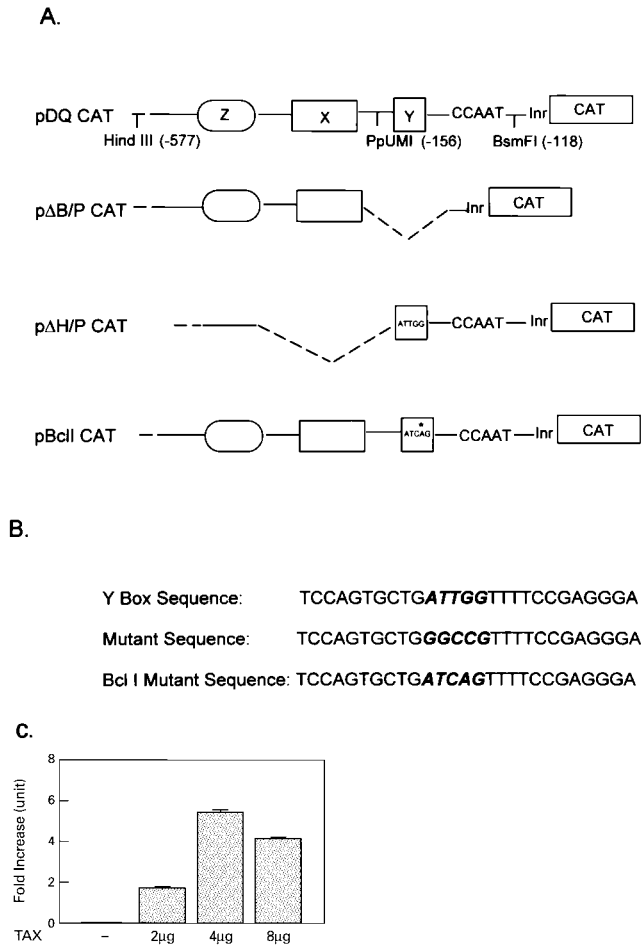 A.
pDQ CAT Z X Y CCAAT Inr CAT
Hind III (-577) PpUMI (-156) BsmFI (-118)
p∆B/P CAT Inr CAT
p∆H/P CAT ATTGG CCAAT Inr CAT
*
pBclI CAT ATCAG CCAAT Inr CAT
B.
Y Box Sequence: TCCAGTGCTGATTGGTTTTCCGAGGGA
Mutant Sequence: TCCAGTGCTGGGCCGTTTTCCGAGGGA
Bcl I Mutant Sequence: TCCAGTGCTGATCAGTTTTCCGAGGGA
C.
Fold Increase (unit)
8
6
4
2
0
TAX – 2µg 4µg 8µg